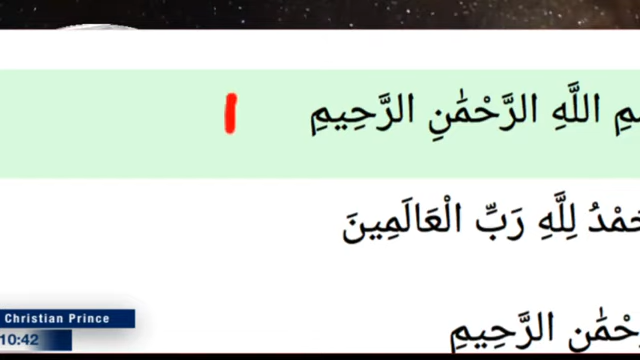 اللَّهِ الرَّحْمَٰنِ الرَّحِيمِ
لِلَّهِ رَبِّ الْعَالَمِينَ
الرَّحِيمِ
Christian Prince
10:42